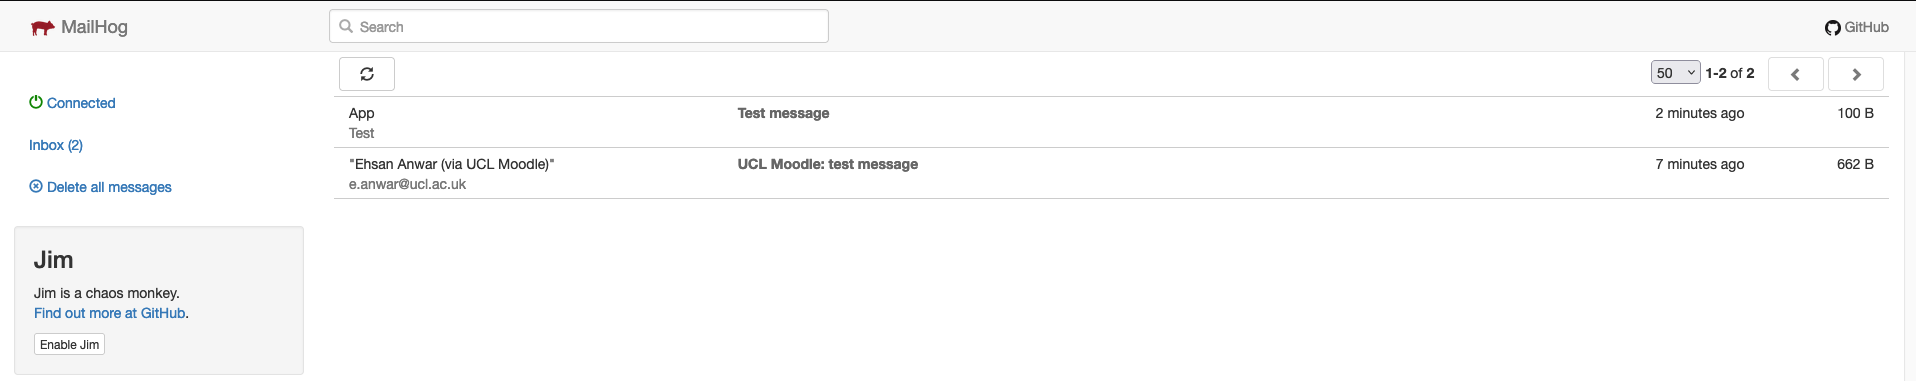 MailHog
Search
GitHub
Connected
Inbox (2)
Delete all messages
Jim
Jim is a chaos monkey.
Find out more at GitHub.
Enable Jim
50 1-2 of 2
App Test message 2 minutes ago 100 B
Test
"Ehsan Anwar (via UCL Moodle)" UCL Moodle: test message 7 minutes ago 662 B
e.anwar@ucl.ac.uk